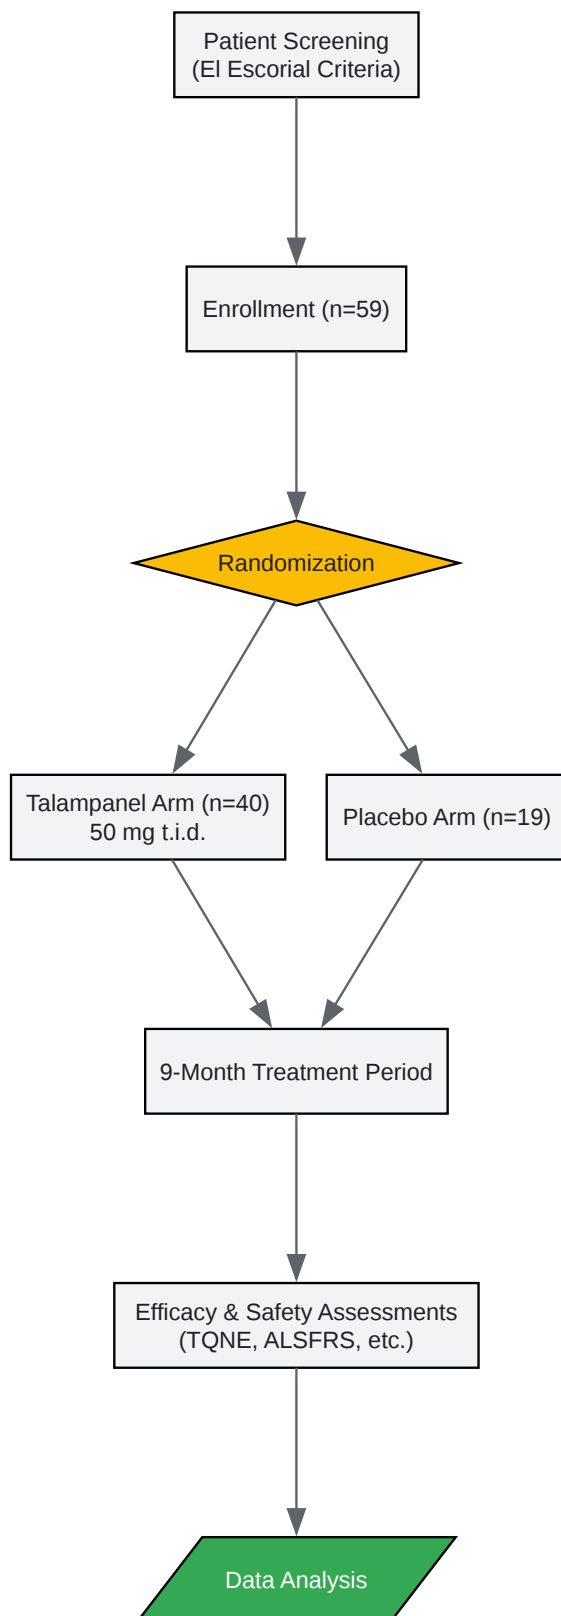 Patient Screening
(El Escorial Criteria)
Enrollment (n=59)
Randomization
Talampanel Arm (n=40)
50 mg t.i.d.
Placebo Arm (n=19)
9-Month Treatment Period
Efficacy & Safety Assessments
(TQNE, ALSFRS, etc.)
Data Analysis